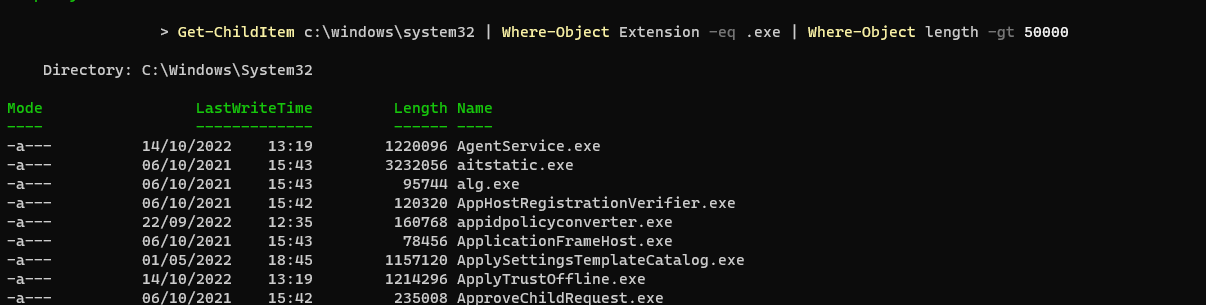 > Get-ChildItem c:\windows\system32 | Where-Object Extension -eq .exe | Where-Object length -gt 50000
Directory: C:\Windows\System32
Mode LastWriteTime Length Name
---- ------------- ------ ----
-a--- 14/10/2022 13:19 1220096 AgentService.exe
-a--- 06/10/2021 15:43 3232056 aitstatic.exe
-a--- 06/10/2021 15:43 95744 alg.exe
-a--- 06/10/2021 15:42 120320 AppHostRegistrationVerifier.exe
-a--- 22/09/2022 12:35 160768 appidpolicyconverter.exe
-a--- 06/10/2021 15:43 78456 ApplicationFrameHost.exe
-a--- 01/05/2022 18:45 1157120 ApplySettingsTemplateCatalog.exe
-a--- 14/10/2022 13:19 1214296 ApplyTrustOffline.exe
-a--- 06/10/2021 15:42 235008 ApproveChildRequest.exe